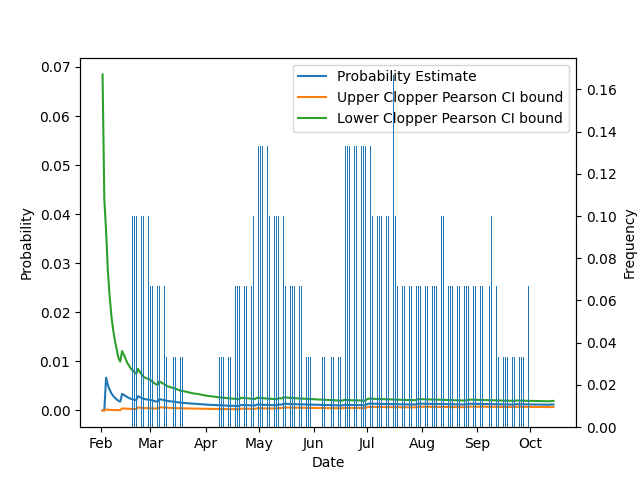 0.07
0.06
0.05
0.04
0.03
0.02
0.01
0.00
Probability
Probability Estimate
Upper Clopper Pearson CI bound
Lower Clopper Pearson CI bound
0.16
0.14
0.12
0.10
0.08
0.06
0.04
0.02
0.00
Frequency
Feb Mar Apr May Jun Jul Aug Sep Oct
Date